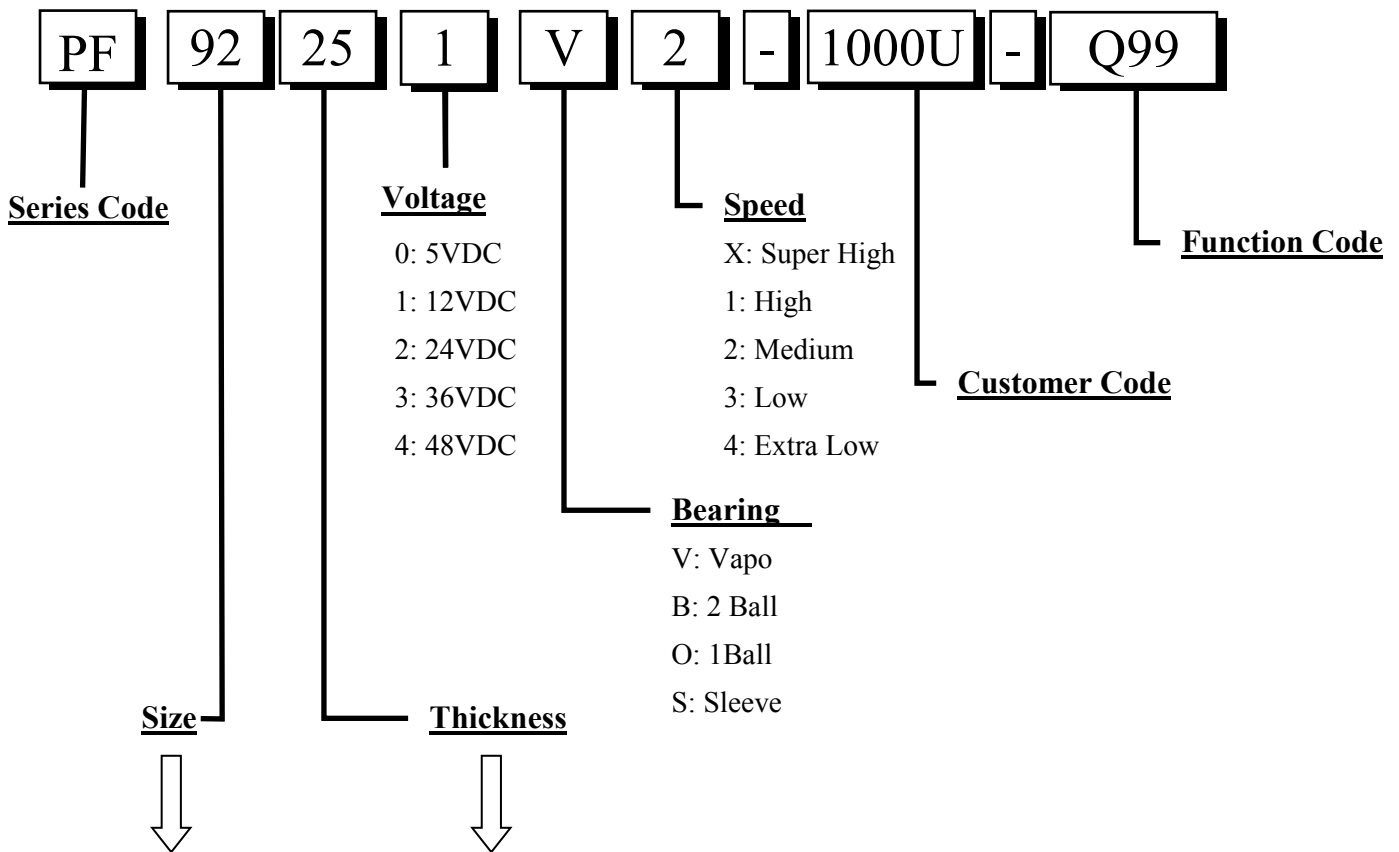 PF 92 25 1 V 2 - 1000U - Q99
Series Code
Voltage
0: 5VDC
1: 12VDC
2: 24VDC
3: 36VDC
4: 48VDC
Speed
X: Super High
1: High
2: Medium
3: Low
4: Extra Low
Function Code
Customer Code
Bearing
V: Vapo
B: 2 Ball
O: 1Ball
S: Sleeve
Size
Thickness